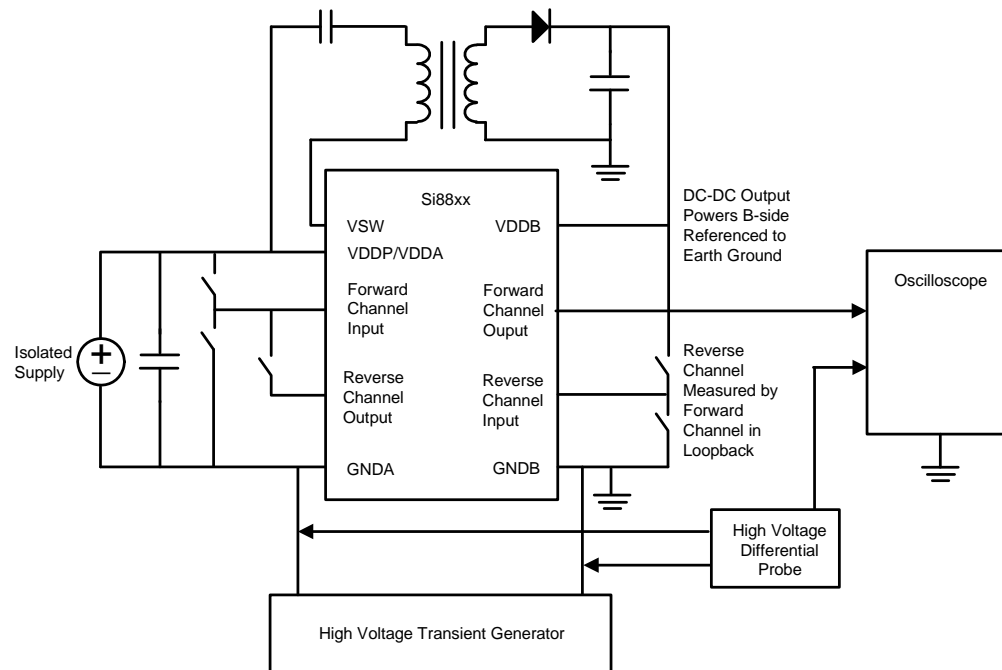 Si88xx
VSW
VDDB
VDDP/VDDA
DC-DC Output
Powers B-side
Referenced to
Earth Ground
Oscilloscope
Forward
Channel
Input
Forward
Channel
Ouput
Isolated
Supply
+
–
Reverse
Channel
Output
Reverse
Channel
Input
Reverse
Channel
Measured by
Forward
Channel in
Loopback
GNDA
GNDB
High Voltage
Differential
Probe
High Voltage Transient Generator